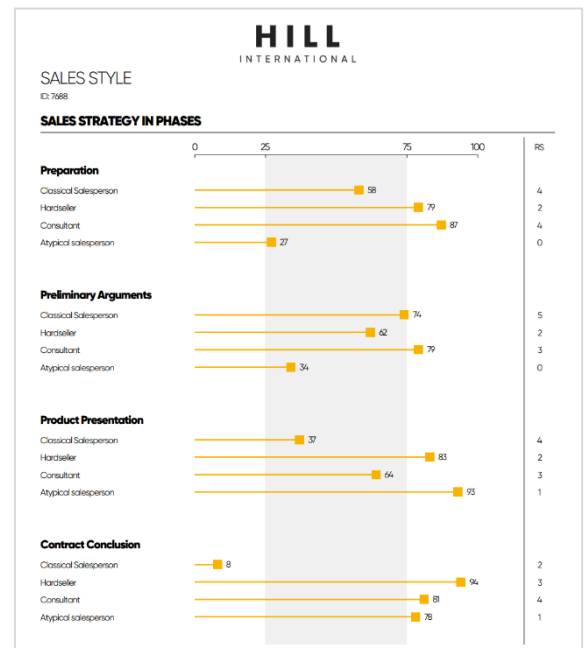 HILL
INTERNATIONAL
SALES STYLE
ID: 7688
SALES STRATEGY IN PHASES
0 25 75 100 RS
Preparation
Classical Salesperson 58 4
Hardseller 79 2
Consultant 87 4
Atypical salesperson 27 0
Preliminary Arguments
Classical Salesperson 74 5
Hardseller 62 2
Consultant 79 3
Atypical salesperson 34 0
Product Presentation
Classical Salesperson 37 4
Hardseller 83 2
Consultant 64 3
Atypical salesperson 93 1
Contract Conclusion
Classical Salesperson 8 2
Hardseller 94 3
Consultant 81 4
Atypical salesperson 78 1